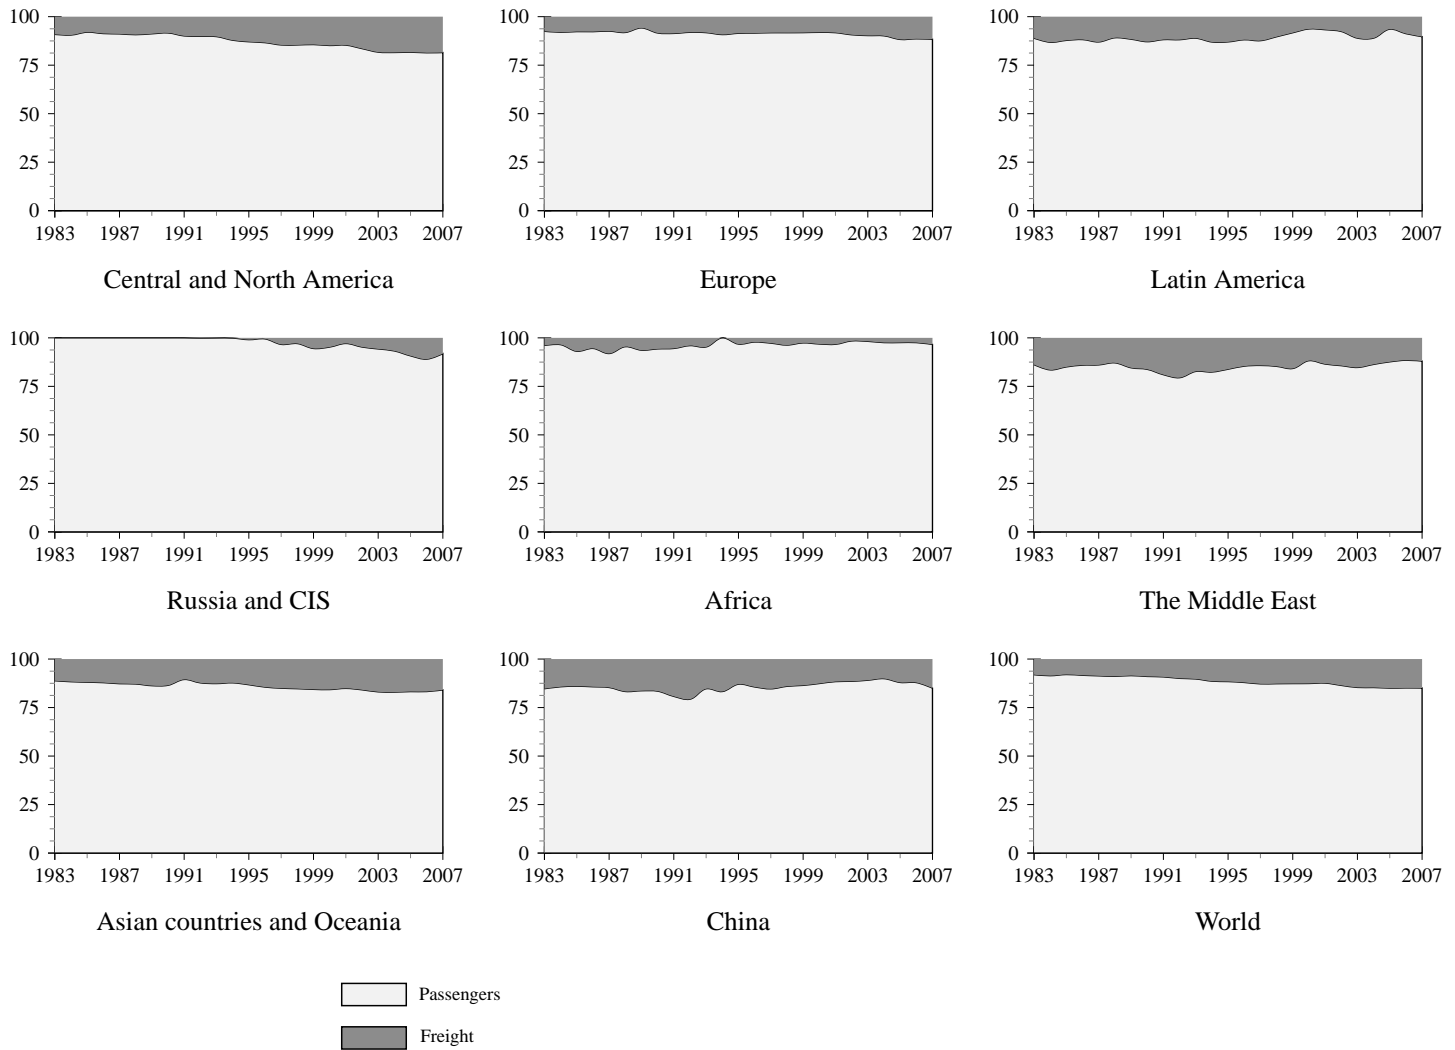 100 100 100
75 75 75
50 50 50
25 25 25
0 0 0
1983 1987 1991 1995 1999 2003 2007 1983 1987 1991 1995 1999 2003 2007 1983 1987 1991 1995 1999 2003 2007
Central and North America Europe Latin America
100 100 100
75 75 75
50 50 50
25 25 25
0 0 0
1983 1987 1991 1995 1999 2003 2007 1983 1987 1991 1995 1999 2003 2007 1983 1987 1991 1995 1999 2003 2007
Russia and CIS Africa The Middle East
100 100 100
75 75 75
50 50 50
25 25 25
0 0 0
1983 1987 1991 1995 1999 2003 2007 1983 1987 1991 1995 1999 2003 2007 1983 1987 1991 1995 1999 2003 2007
Asian countries and Oceania China World
Passengers
Freight